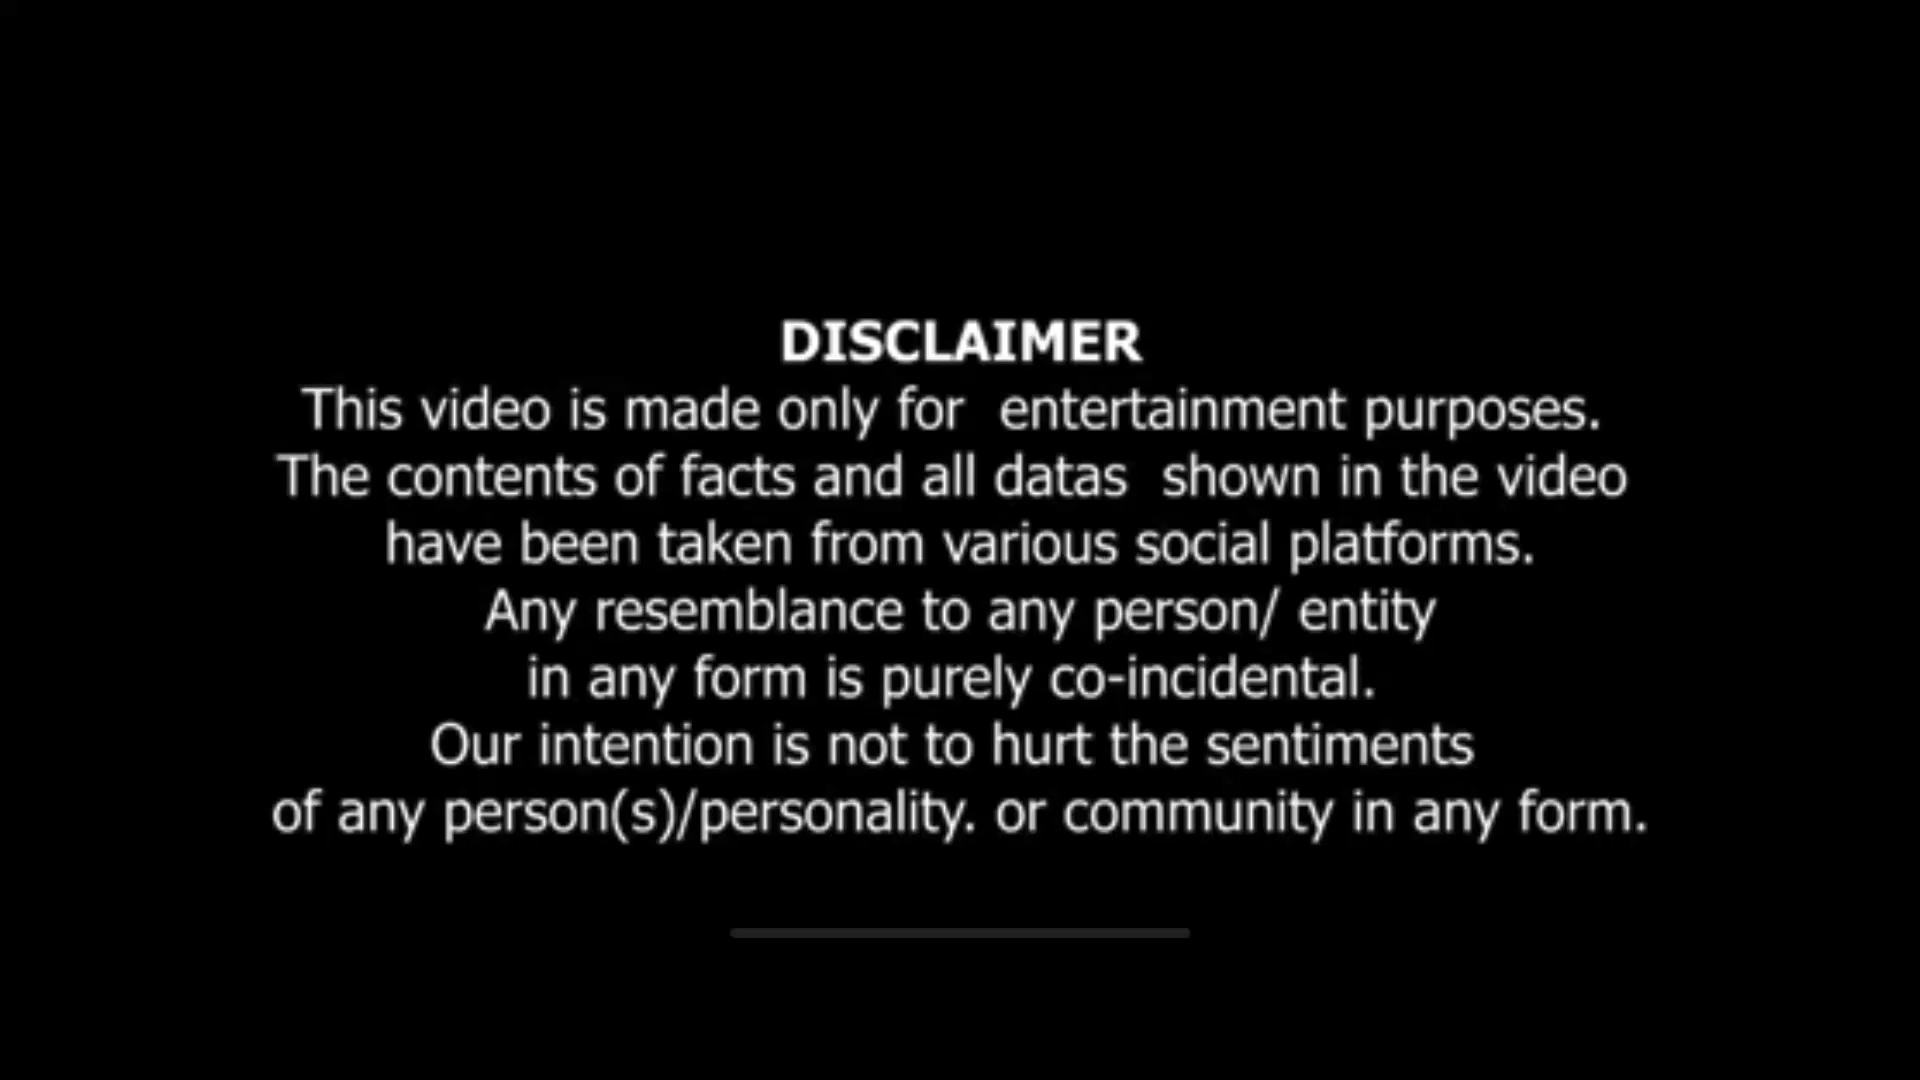 DISCLAIMER
This video is made only for  entertainment purposes.
The contents of facts and all datas  shown in the video
have been taken from various social platforms.
Any resemblance to any person/ entity
in any form is purely co-incidental.
Our intention is not to hurt the sentiments
of any person(s)/personality. or community in any form.